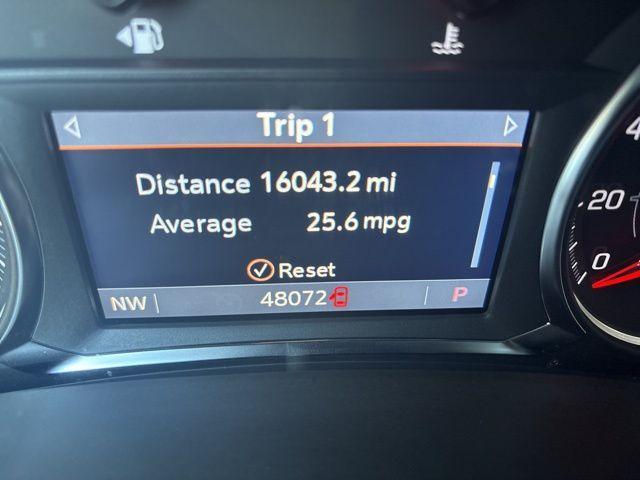 Trip 1
Distance 16043.2 mi
Average 25.6 mpg
Reset
NW 48072 P
20
0